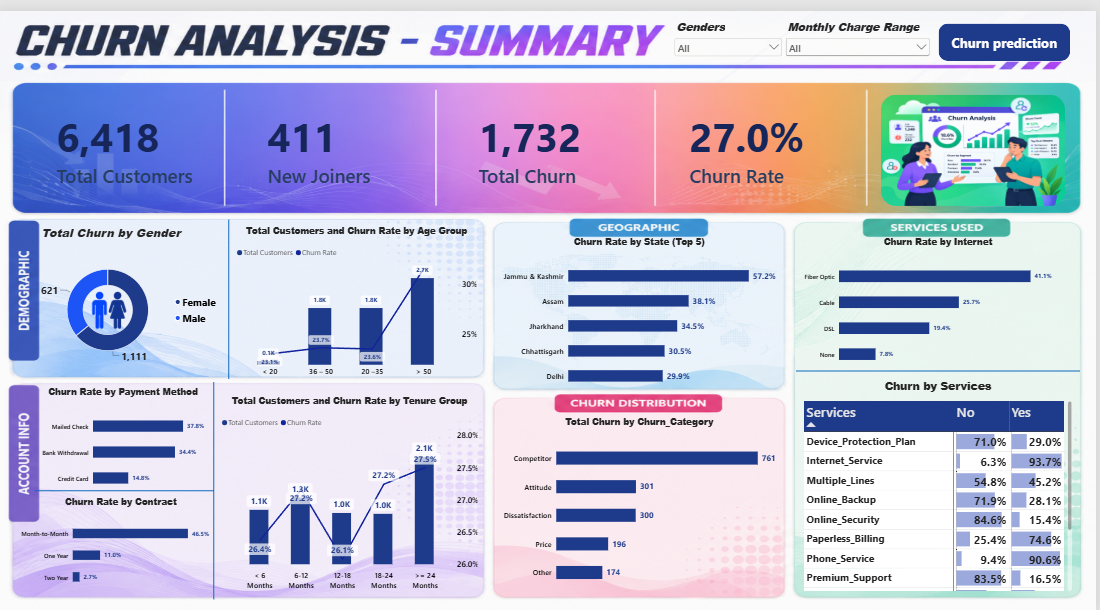 CHURN ANALYSIS - SUMMARY
Genders
All
Monthly Charge Range
All
Churn prediction
6,418
Total Customers
411
New Joiners
1,732
Total Churn
27.0%
Churn Rate
Churn Analysis
DEMOGRAPHIC
Total Churn by Gender
621
1,111
Female
Male
Total Customers and Churn Rate by Age Group
Total Customers Churn Rate
0.1K
23.1%
1.8K
23.7%
1.8K
23.6%
2.7K
30%
25%
< 20
36 – 50
20 –35
> 50
GEOGRAPHIC
Churn Rate by State (Top 5)
Jammu & Kashmir 57.2%
Assam 38.1%
Jharkhand 34.5%
Chhattisgarh 30.5%
Delhi 29.9%
SERVICES USED
Churn Rate by Internet
Fiber Optic 41.1%
Cable 25.7%
DSL 19.4%
None 7.8%
ACCOUNT INFO
Churn Rate by Payment Method
Mailed Check 37.8%
Bank Withdrawal 34.4%
Credit Card 14.8%
Churn Rate by Contract
Month-to-Month 46.5%
One Year 11.0%
Two Year 2.7%
Total Customers and Churn Rate by Tenure Group
Total Customers Churn Rate
1.1K
26.4%
1.3K
27.2%
1.0K
26.1%
27.2%
1.0K
2.1K
27.5%
28.0%
27.5%
27.0%
26.5%
26.0%
< 6
Months
6-12
Months
12-18
Months
18-24
Months
>= 24
Months
CHURN DISTRIBUTION
Total Churn by Churn_Category
Competitor 761
Attitude 301
Dissatisfaction 300
Price 196
Other 174
Churn by Services
Services No Yes
Device_Protection_Plan 71.0% 29.0%
Internet_Service 6.3% 93.7%
Multiple_Lines 54.8% 45.2%
Online_Backup 71.9% 28.1%
Online_Security 84.6% 15.4%
Paperless_Billing 25.4% 74.6%
Phone_Service 9.4% 90.6%
Premium_Support 83.5% 16.5%